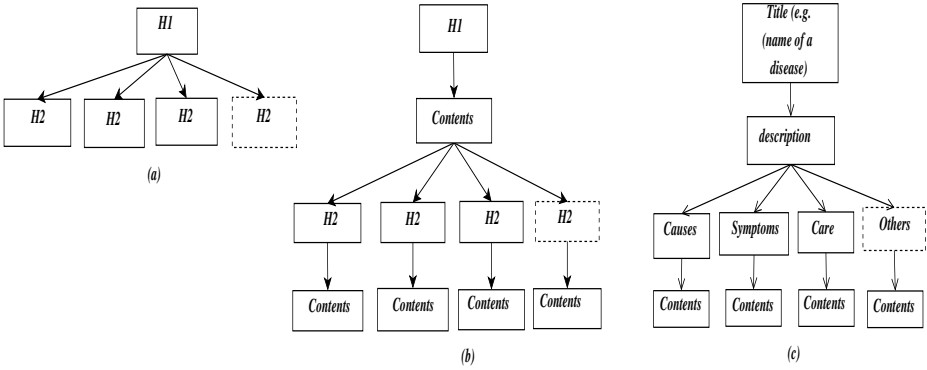 H1
H2
H2
H2
H2
(a)
H1
Contents
H2
H2
H2
H2
Contents
Contents
Contents
Contents
(b)
Title (e.g.
(name of a
disease)
description
Causes
Symptoms
Care
Others
Contents
Contents
Contents
Contents
(c)